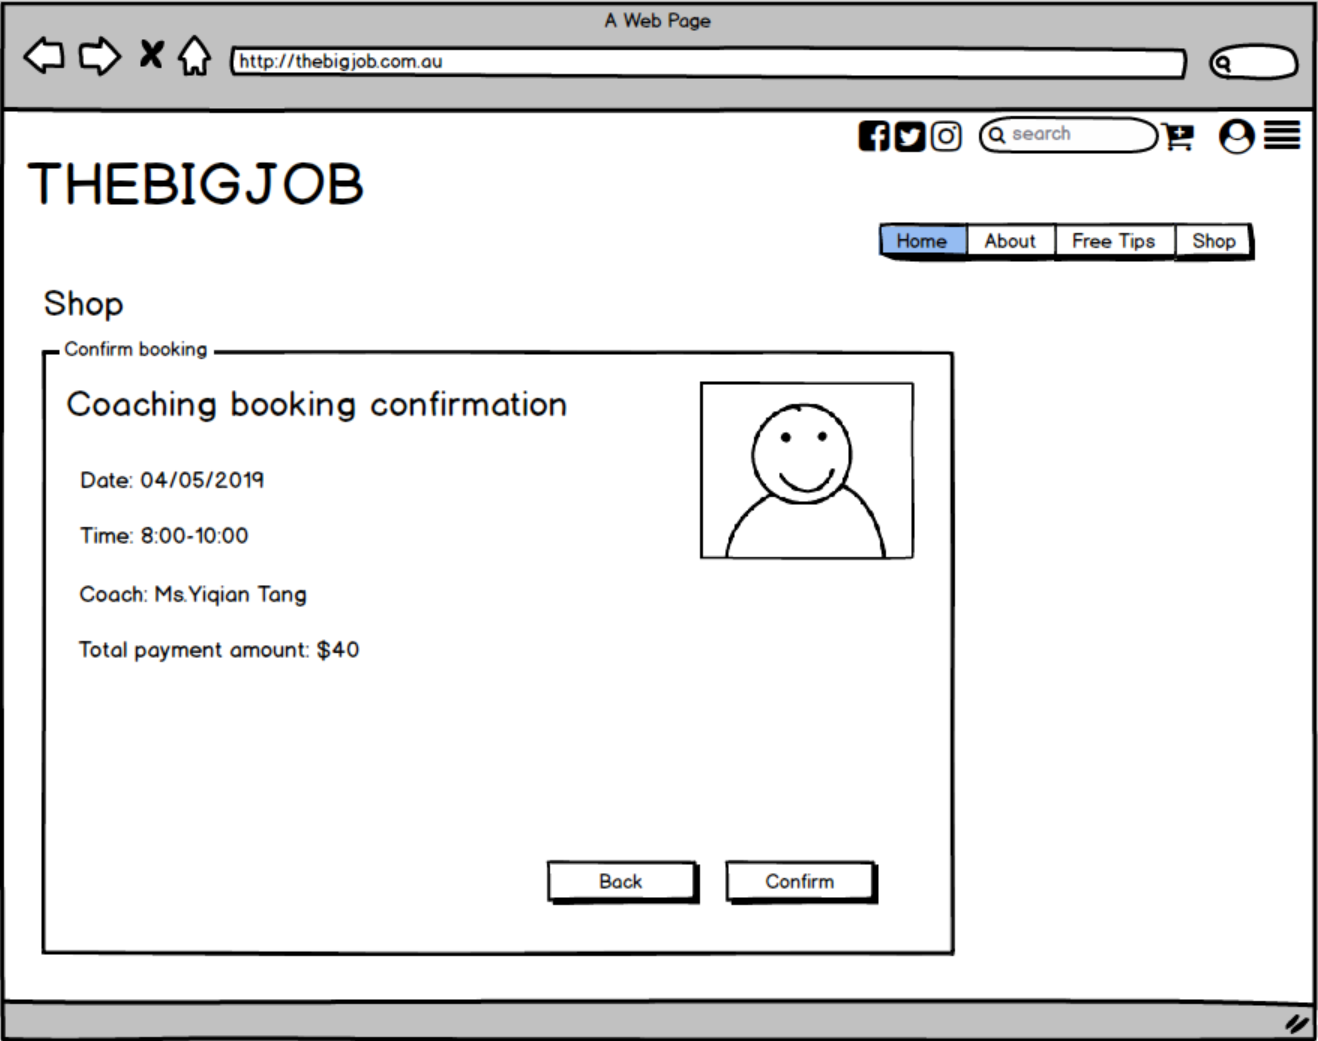 A Web Page
http://thebigjob.com.au
search
THEBIGJOB
Home About Free Tips Shop
Shop
Confirm booking
Coaching booking confirmation
Date: 04/05/2019
Time: 8:00-10:00
Coach: Ms.Yiqian Tang
Total payment amount: $40
Back Confirm